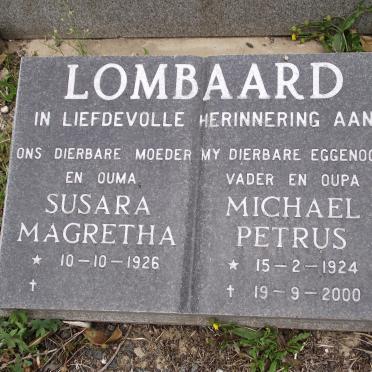 LOMBAARD
IN LIEFDEVOLLE HERINNERING AAN
ONS DIERBARE MOEDER
EN OUMA
SUSARA
MAGRETHA
★ 10-10-1926
✝
MY DIERBARE EGGENOO
VADER EN OUPA
MICHAEL
PETRUS
★ 15-2-1924
✝ 19-9-2000